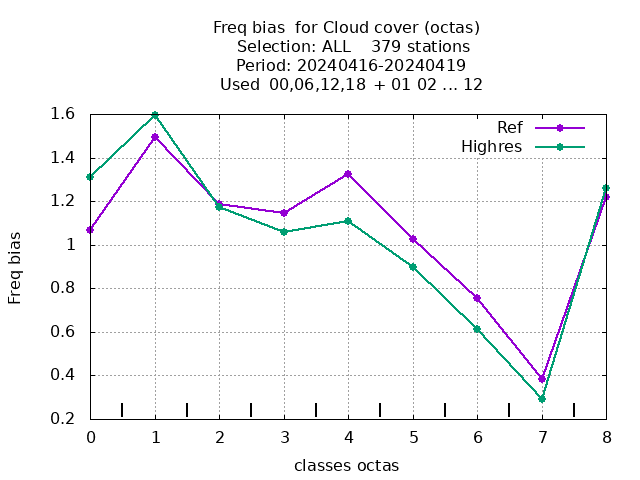 Freq bias  for Cloud cover (octas)
Selection: ALL    379 stations
Period: 20240416-20240419
Used  00,06,12,18  + 01 02 ... 12
Ref
Highres
1.6
1.4
1.2
1
0.8
0.6
0.4
0.2
Freq bias
0 1 2 3 4 5 6 7 8
classes octas